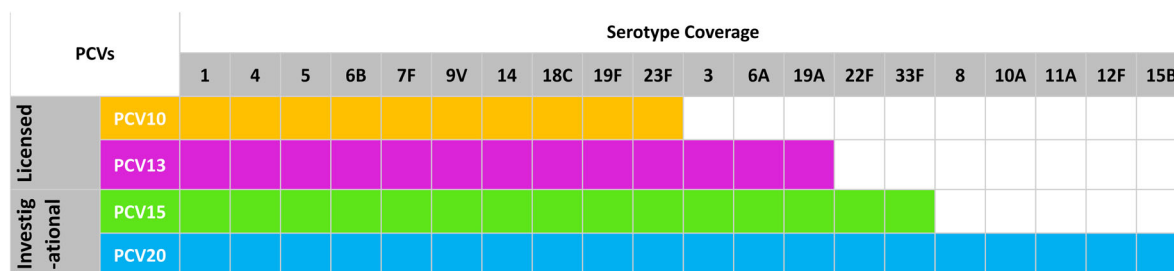 PCVs
Serotype Coverage
1 4 5 6B 7F 9V 14 18C 19F 23F 3 6A 19A 22F 33F 8 10A 11A 12F 15B
Licensed
PCV10
PCV13
Investig
-ational
PCV15
PCV20